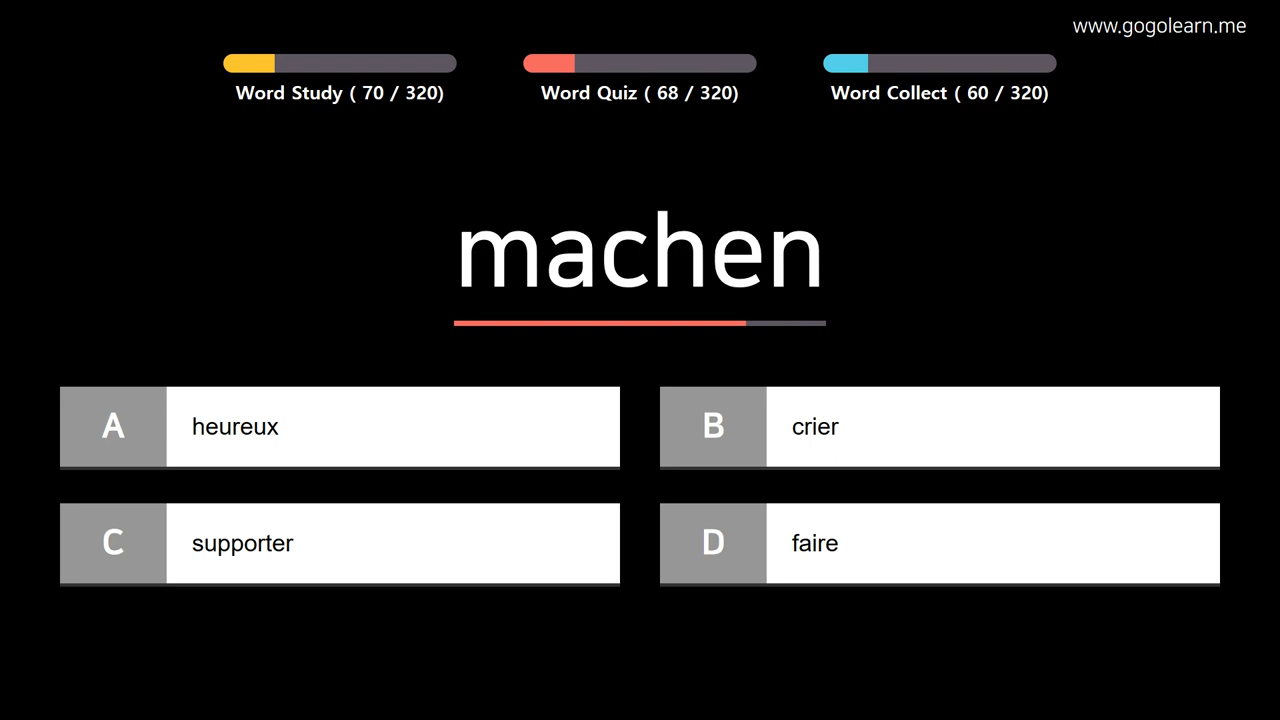 www.gogolearn.me
Word Study ( 70 / 320)
Word Quiz ( 68 / 320)
Word Collect ( 60 / 320)
machen
A heureux
B crier
C supporter
D faire